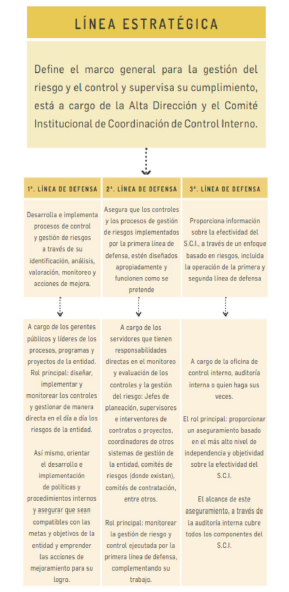 LÍNEA ESTRATÉGICA
Define el marco general para la gestión del
riesgo y el control y supervisa su cumplimiento,
está a cargo de la Alta Dirección y el Comité
Institucional de Coordinación de Control Interno.
1ª. LÍNEA DE DEFENSA
Desarrolla e implementa
procesos de control
y gestión de riesgos
a través de su
identificación, análisis,
valoración, monitoreo y
acciones de mejora.
A cargo de los gerentes
públicos y líderes de los
procesos, programas y
proyectos de la entidad.
Rol principal: diseñar,
implementar y
monitorear los controles
y gestionar de manera
directa en el día a día los
riesgos de la entidad.
Así mismo, orientar
el desarrollo e
implementación
de políticas y
procedimientos internos
y asegurar que sean
compatibles con las
metas y objetivos de la
entidad y emprender
las acciones de
mejoramiento para su
logro.
2ª. LÍNEA DE DEFENSA
Asegura que los controles
y los procesos de gestión
de riesgos implementados
por la primera línea de
defensa, estén diseñados
apropiadamente y
funcionen como se
pretende
A cargo de los
servidores que tienen
responsabilidades
directas en el monitoreo
y evaluación de los
controles y la gestión
del riesgo: Jefes de
planeación, supervisores
e interventores de
contratos o proyectos,
coordinadores de otros
sistemas de gestión de
la entidad, comités de
riesgos (donde existan),
comités de contratación,
entre otros.
Rol principal: monitorear
la gestión de riesgo y
control ejecutada por la
primera línea de defensa,
complementando su
trabajo.
3ª. LÍNEA DE DEFENSA
Proporciona información
sobre la efectividad del
S.C.I., a través de un enfoque
basado en riesgos, incluida
la operación de la primera y
segunda línea de defensa
A cargo de la oficina de
control interno, auditoría
interna o quien haga sus
veces.
El rol principal: proporcionar
un aseguramiento basado
en el más alto nivel de
independencia y objetividad
sobre la efectividad del
S.C.I.
El alcance de este
aseguramiento, a través de
la auditoría interna cubre
todos los componentes del
S.C.I.